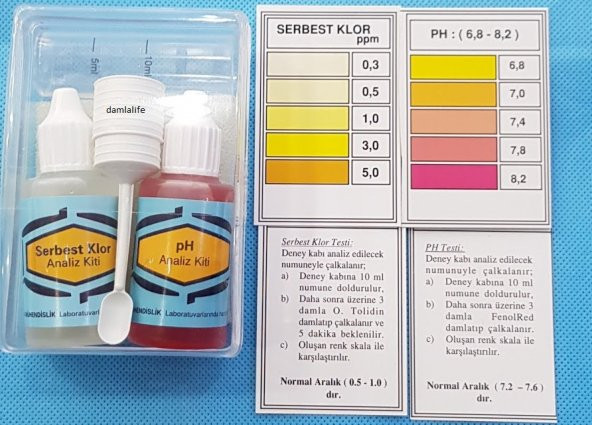 5ml
10ml
damlalife
Serbest Klor
Analiz Kiti
pH
Analiz Kiti
SERBEST KLOR
ppm
0,3
0,5
1,0
3,0
5,0
PH : ( 6,8 - 8,2 )
6,8
7,0
7,4
7,8
8,2
Serbest Klor Testi:
Deney kabı analiz edilecek
numuneyle çalkalanır;
a) Deney kabına 10 ml
numune doldurulur,
b) Daha sonra üzerine 3
damla O. Tolidin
damlatıp çalkanır ve
5 dakika beklenilir.
c) Oluşan renk skala ile
karşılaştırılır.
Normal Aralık ( 0.5 - 1.0 )
dır.
PH Testi:
Deney kabı analiz edilecek
numunuyle çalkalanır;
a) Deney kabına 10 ml
numune doldurulur,
b) Daha sonra üzerine 3
damla FenolRed
damlatıp çalkanır.
c) Oluşan renk skala ile
karşılaştırılır.
Normal Aralık ( 7.2 – 7.6 )
dır.